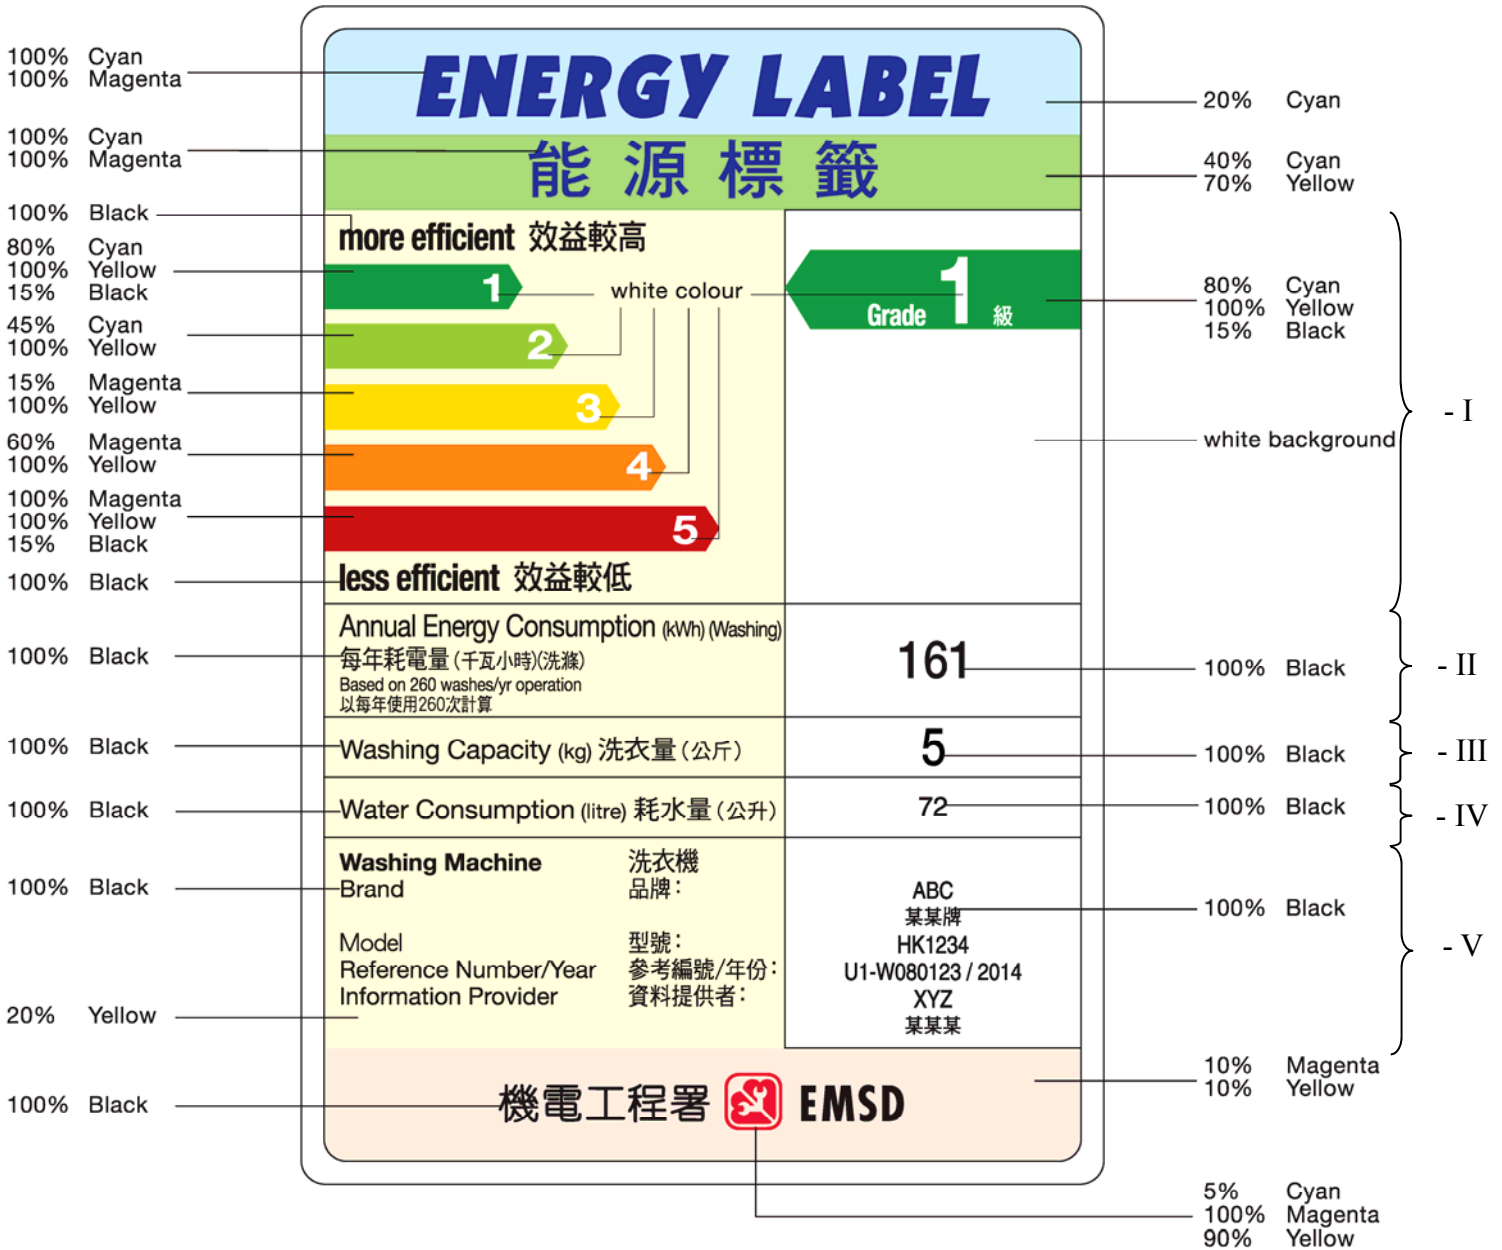 100% Cyan
100% Magenta
100% Cyan
100% Magenta
100% Black
80% Cyan
100% Yellow
15% Black
45% Cyan
100% Yellow
15% Magenta
100% Yellow
60% Magenta
100% Yellow
100% Magenta
100% Yellow
15% Black
100% Black
100% Black
100% Black
100% Black
100% Black
20% Yellow
100% Black
ENERGY LABEL
能源標籤
more efficient 效益較高
1
2
3
4
5
white colour
less efficient 效益較低
1
Grade 級
Annual Energy Consumption (kWh) (Washing)
每年耗電量 (千瓦小時)(洗滌)
Based on 260 washes/yr operation
以每年使用260次計算
161
Washing Capacity (kg) 洗衣量 (公斤)
5
Water Consumption (litre) 耗水量 (公升)
72
Washing Machine 洗衣機
Brand 品牌：
ABC
某某牌
Model 型號：
HK1234
Reference Number/Year 參考編號/年份：
U1-W080123 / 2014
Information Provider 資料提供者：
XYZ
某某某
機電工程署 EMSD
20% Cyan
40% Cyan
70% Yellow
80% Cyan
100% Yellow
15% Black
white background
100% Black
100% Black
100% Black
100% Black
10% Magenta
10% Yellow
5% Cyan
100% Magenta
90% Yellow
- I
- II
- III
- IV
- V